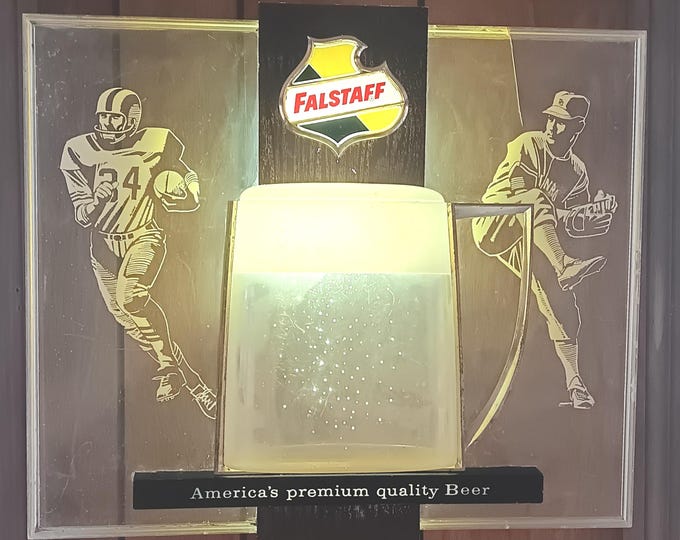 FALSTAFF
24
America's premium quality Beer